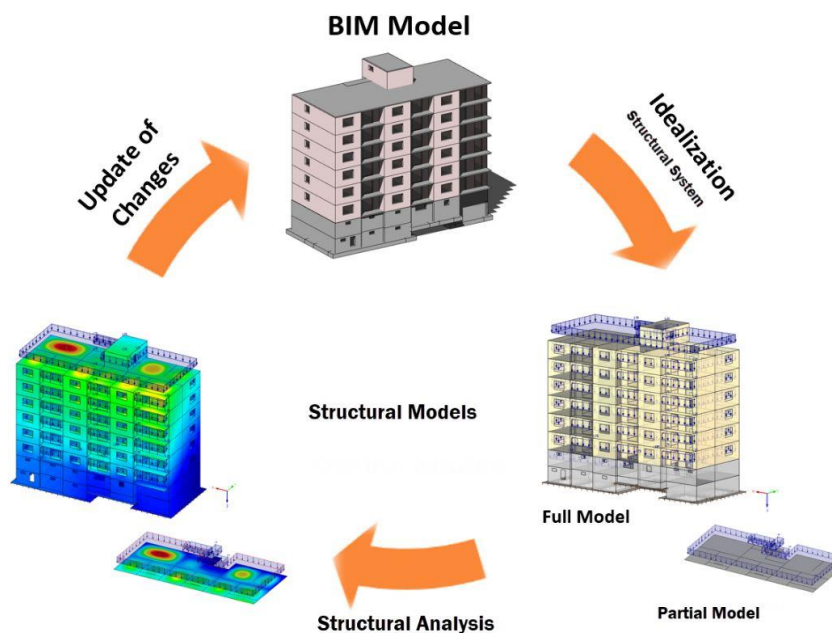 BIM Model
Update of
Changes
Idealization
Structural System
Structural Models
Full Model
Partial Model
Structural Analysis